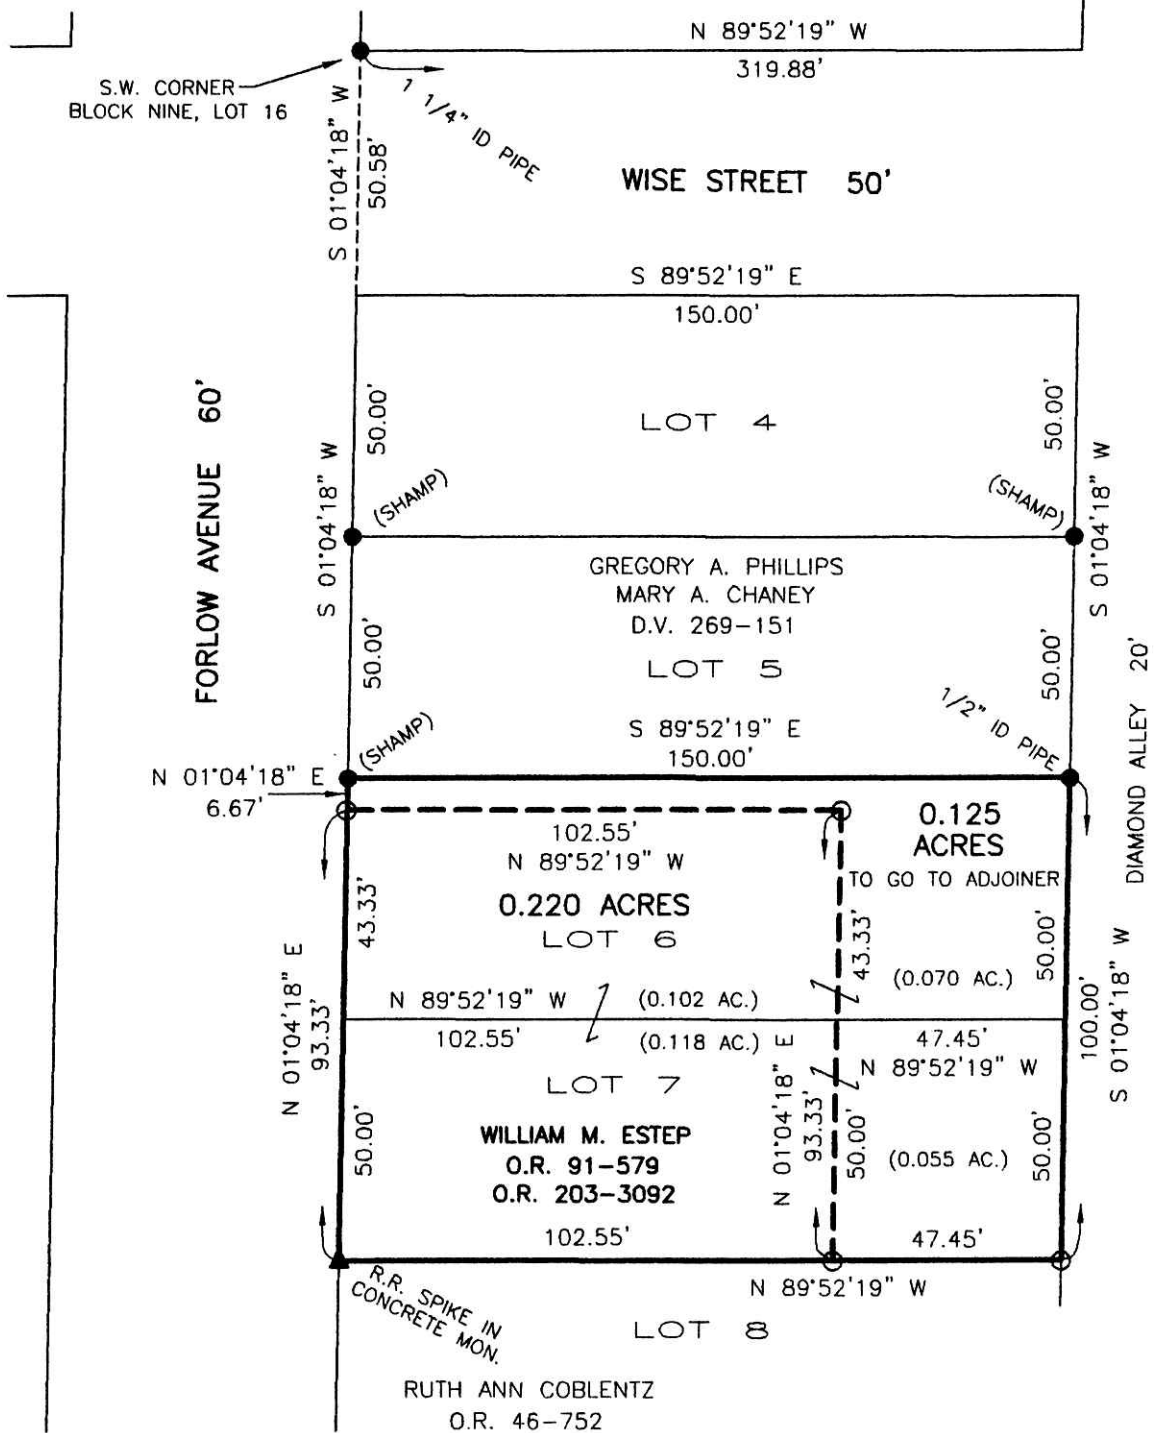 N 89°52'19" W
319.88'
S.W. CORNER
BLOCK NINE, LOT 16
1 1/4" ID PIPE
S 01°04'18" W
50.58'
WISE STREET 50'
S 89°52'19" E
150.00'
FORLOW AVENUE 60'
50.00'
LOT 4
50.00'
S 01°04'18" W
(SHAMP)
(SHAMP)
S 01°04'18" W
GREGORY A. PHILLIPS
MARY A. CHANEY
D.V. 269-151
50.00'
LOT 5
50.00'
DIAMOND ALLEY 20'
S 89°52'19" E
150.00'
(SHAMP)
1/2" ID PIPE
N 01°04'18" E
6.67'
102.55'
N 89°52'19" W
0.125
ACRES
TO GO TO ADJOINER
0.220 ACRES
LOT 6
43.33'
43.33'
50.00'
(0.070 AC.)
N 01°04'18" E
93.33'
N 89°52'19" W
(0.102 AC.)
102.55'
(0.118 AC.)
47.45'
N 89°52'19" W
100.00'
S 01°04'18" W
LOT 7
N 01°04'18" E
93.33'
50.00'
WILLIAM M. ESTEP
O.R. 91-579
O.R. 203-3092
50.00'
(0.055 AC.)
50.00'
102.55'
47.45'
N 89°52'19" W
R.R. SPIKE IN
CONCRETE MON.
LOT 8
RUTH ANN COBLENTZ
O.R. 46-752